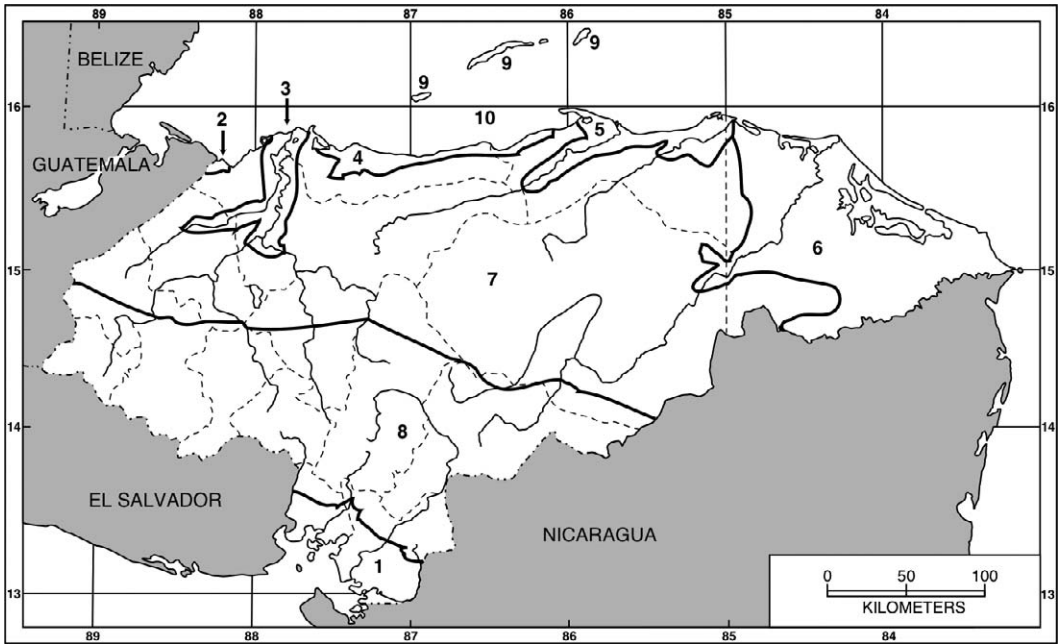 89 88 87 86 85 84
BELIZE
9
9
9
3
16 16
2 10
5
4
GUATEMALA
6
15 7 15
14 8 14
EL SALVADOR
NICARAGUA
1
0 50 100
KILOMETERS
13 13
89 88 87 86 85 84